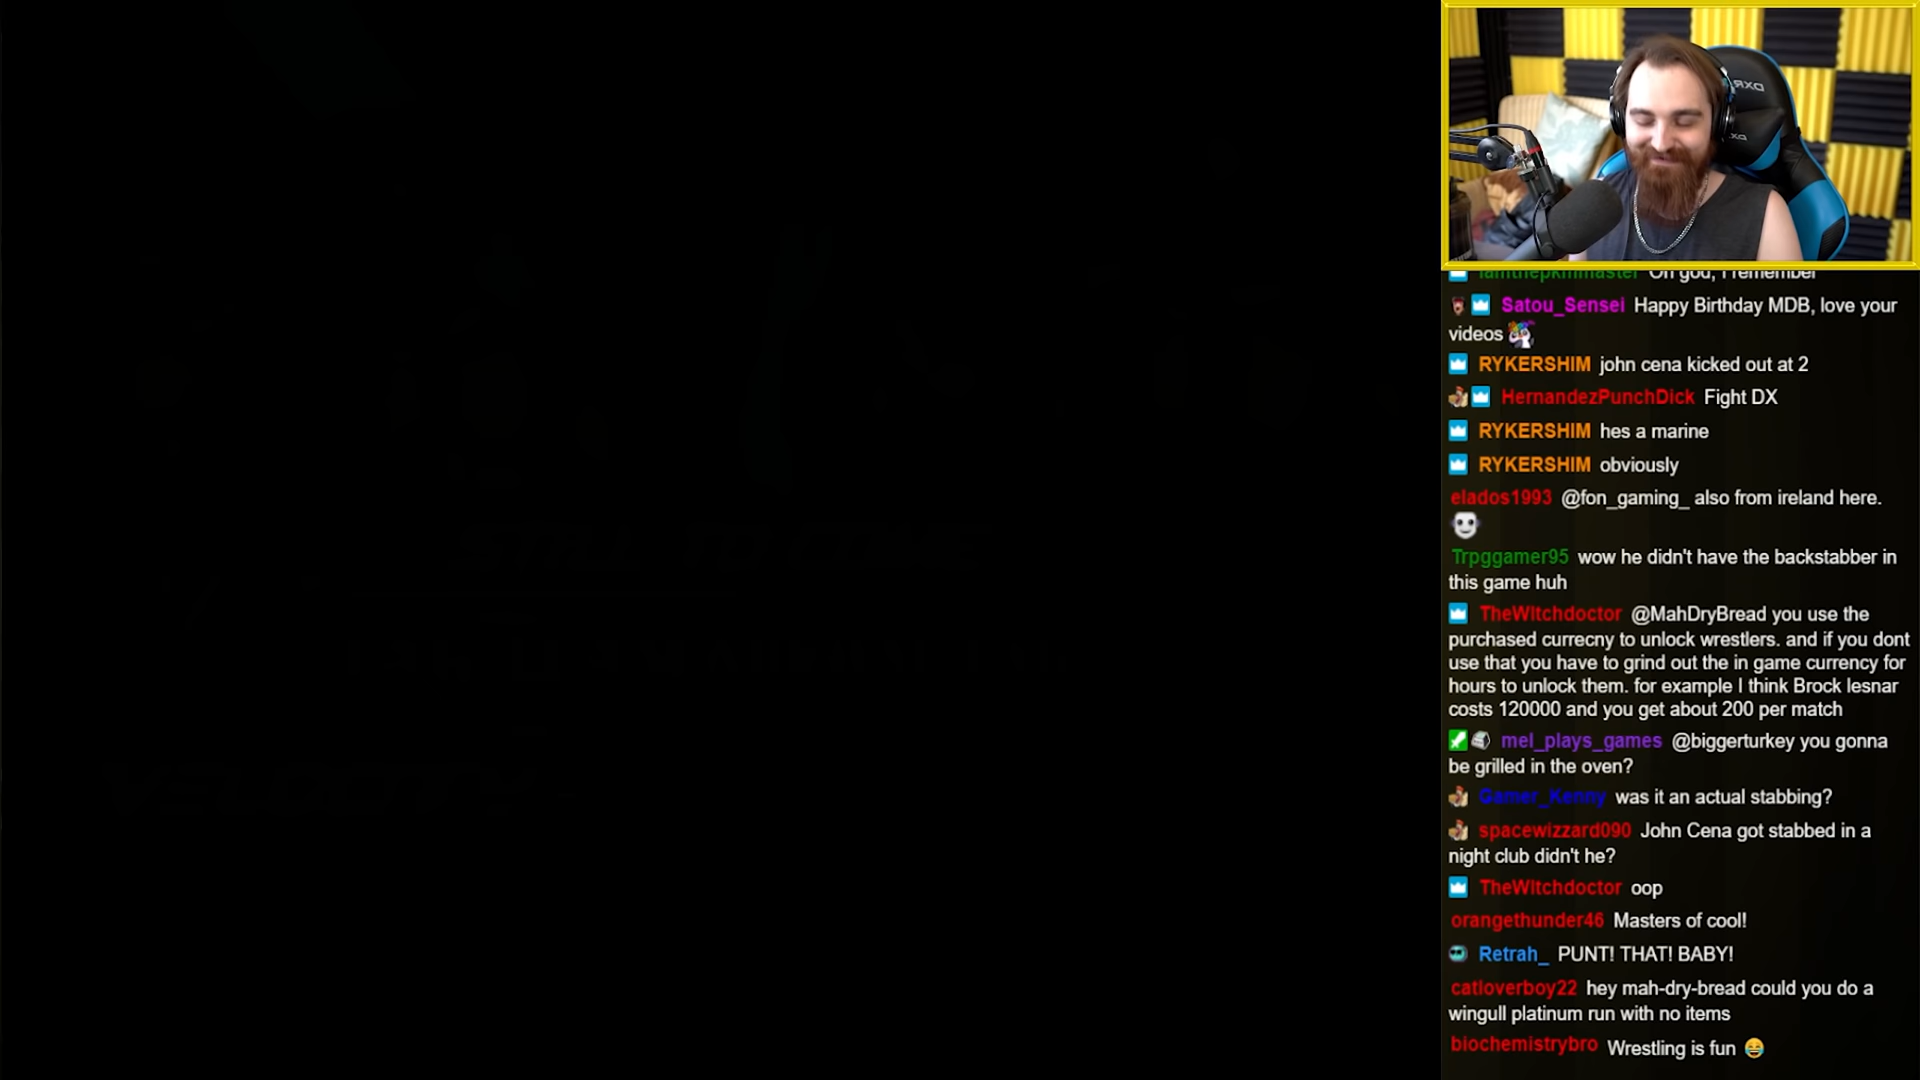 iamthepkmmaster Oh god, I remember
Satou_Sensei Happy Birthday MDB, love your
videos
RYKERSHIM john cena kicked out at 2
HernandezPunchDick Fight DX
RYKERSHIM hes a marine
RYKERSHIM obviously
elados1993 @fon_gaming_ also from ireland here.
Trpggamer95 wow he didn't have the backstabber in
this game huh
TheWItchdoctor @MahDryBread you use the
purchased currecny to unlock wrestlers. and if you dont
use that you have to grind out the in game currency for
hours to unlock them. for example I think Brock lesnar
costs 120000 and you get about 200 per match
mel_plays_games @biggerturkey you gonna
be grilled in the oven?
Gamer_Kenny was it an actual stabbing?
spacewizzard090 John Cena got stabbed in a
night club didn't he?
TheWItchdoctor oop
orangethunder46 Masters of cool!
Retrah_ PUNT! THAT! BABY!
catloverboy22 hey mah-dry-bread could you do a
wingull platinum run with no items
biochemistrybro Wrestling is fun